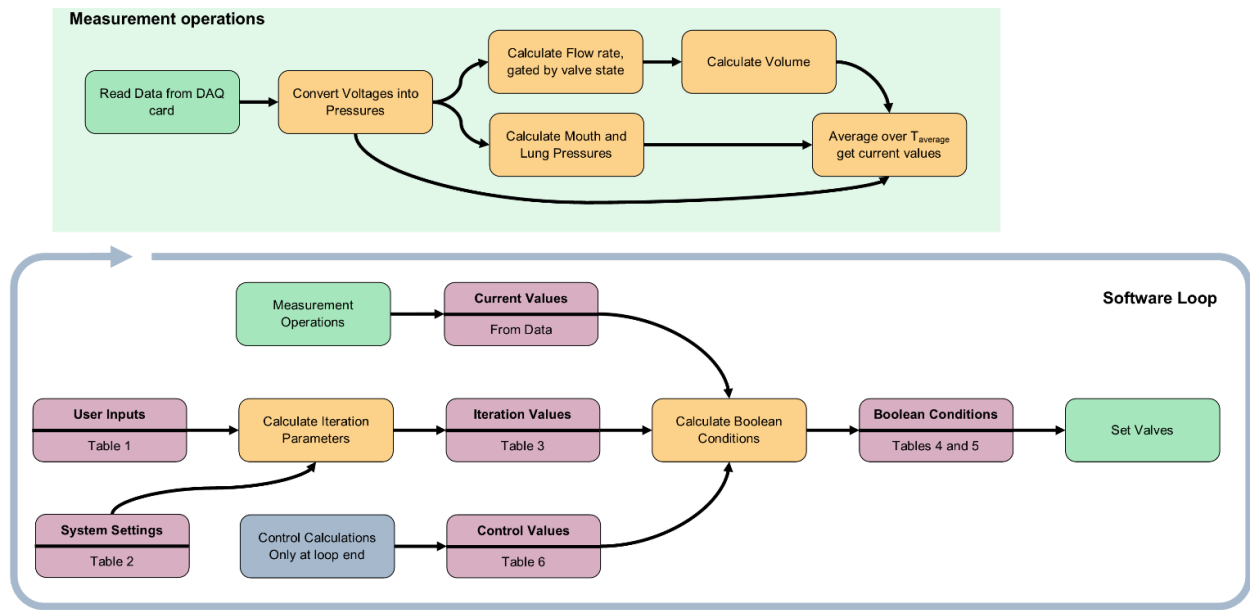 Measurement operations
Read Data from DAQ
card
Convert Voltages into
Pressures
Calculate Flow rate,
gated by valve state
Calculate Volume
Calculate Mouth and
Lung Pressures
Average over Taverage
get current values
Software Loop
Measurement
Operations
Current Values
From Data
User Inputs
Table 1
Calculate Iteration
Parameters
Iteration Values
Table 3
Calculate Boolean
Conditions
Boolean Conditions
Tables 4 and 5
Set Valves
System Settings
Table 2
Control Calculations
Only at loop end
Control Values
Table 6